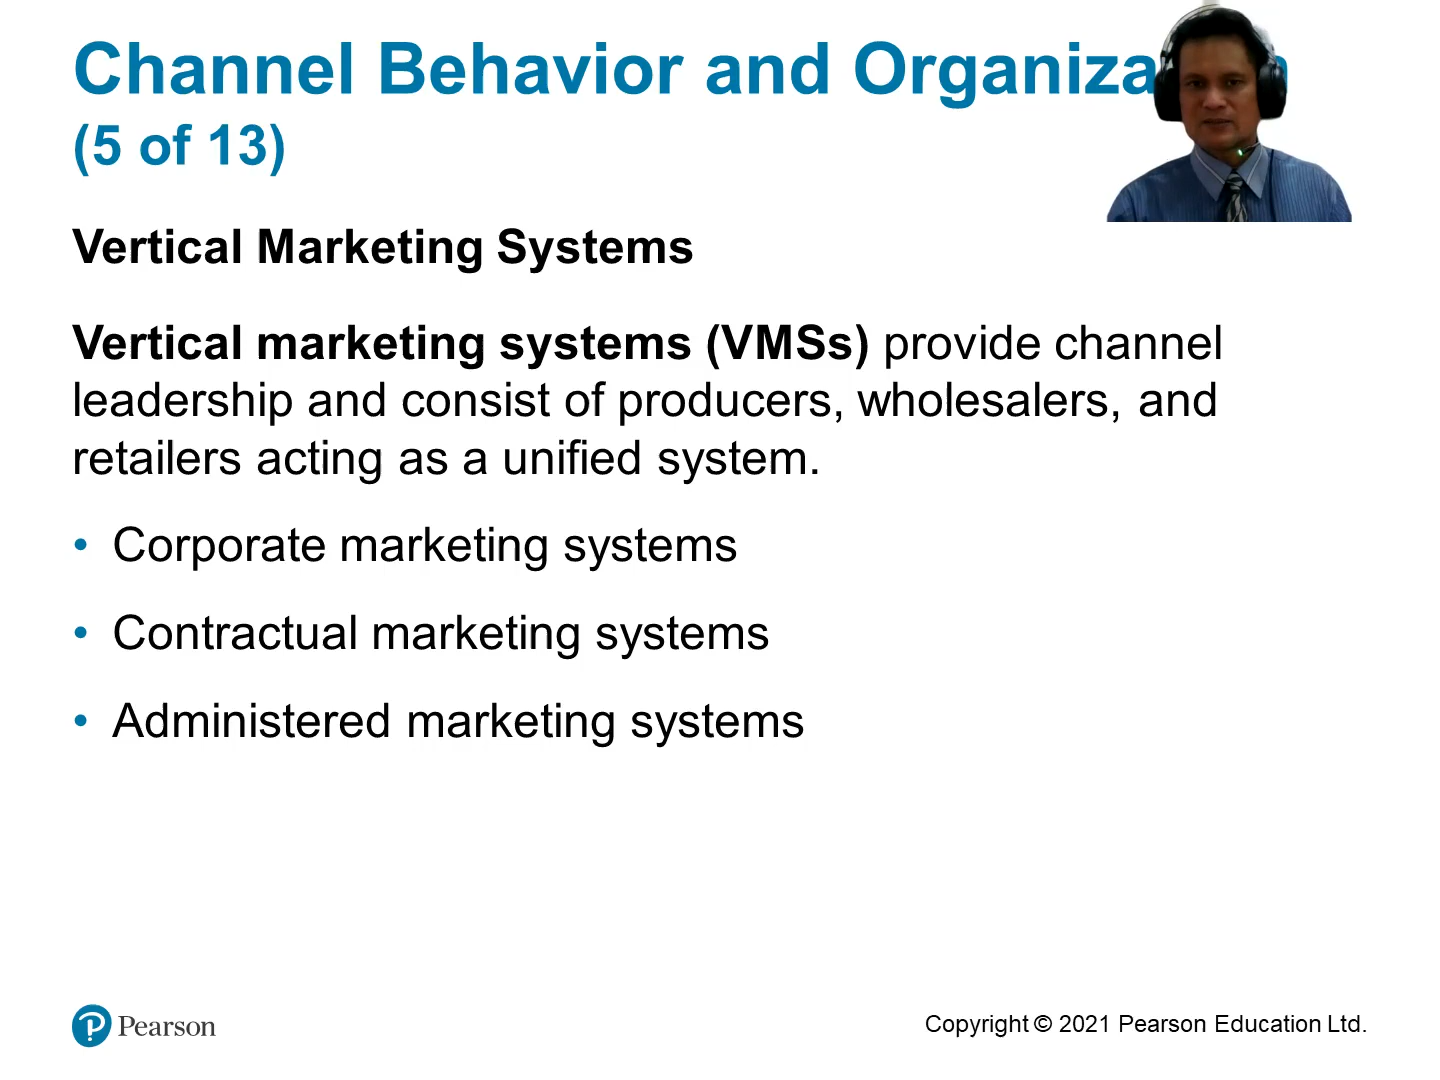 Channel Behavior and Organiza
(5 of 13)
Vertical Marketing Systems
Vertical marketing systems (VMSs) provide channel
leadership and consist of producers, wholesalers, and
retailers acting as a unified system.
• Corporate marketing systems
• Contractual marketing systems
• Administered marketing systems
Pearson
Copyright © 2021 Pearson Education Ltd.